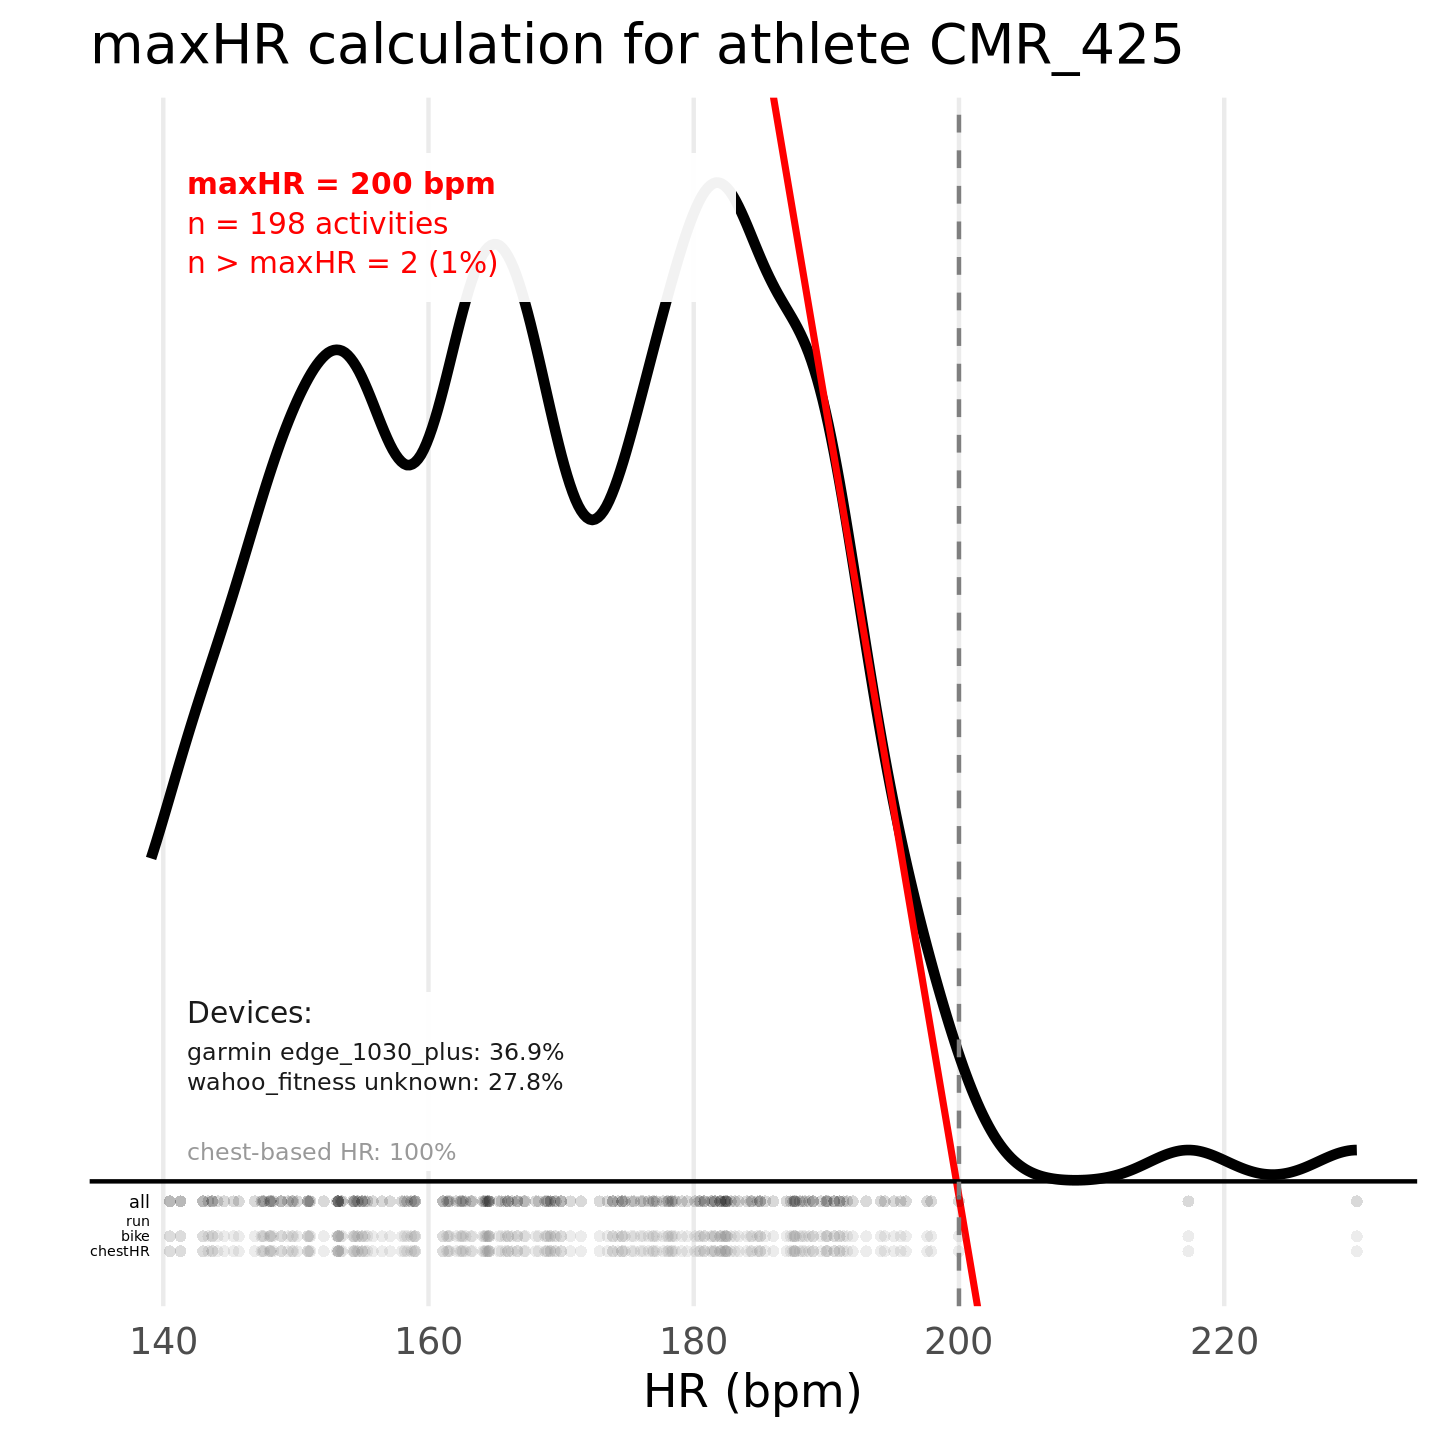 maxHR calculation for athlete CMR_425
maxHR = 200 bpm
n = 198 activities
n > maxHR = 2 (1%)
Devices:
garmin edge_1030_plus: 36.9%
wahoo_fitness unknown: 27.8%
chest-based HR: 100%
all
run
bike
chestHR
140 160 180 200 220
HR (bpm)